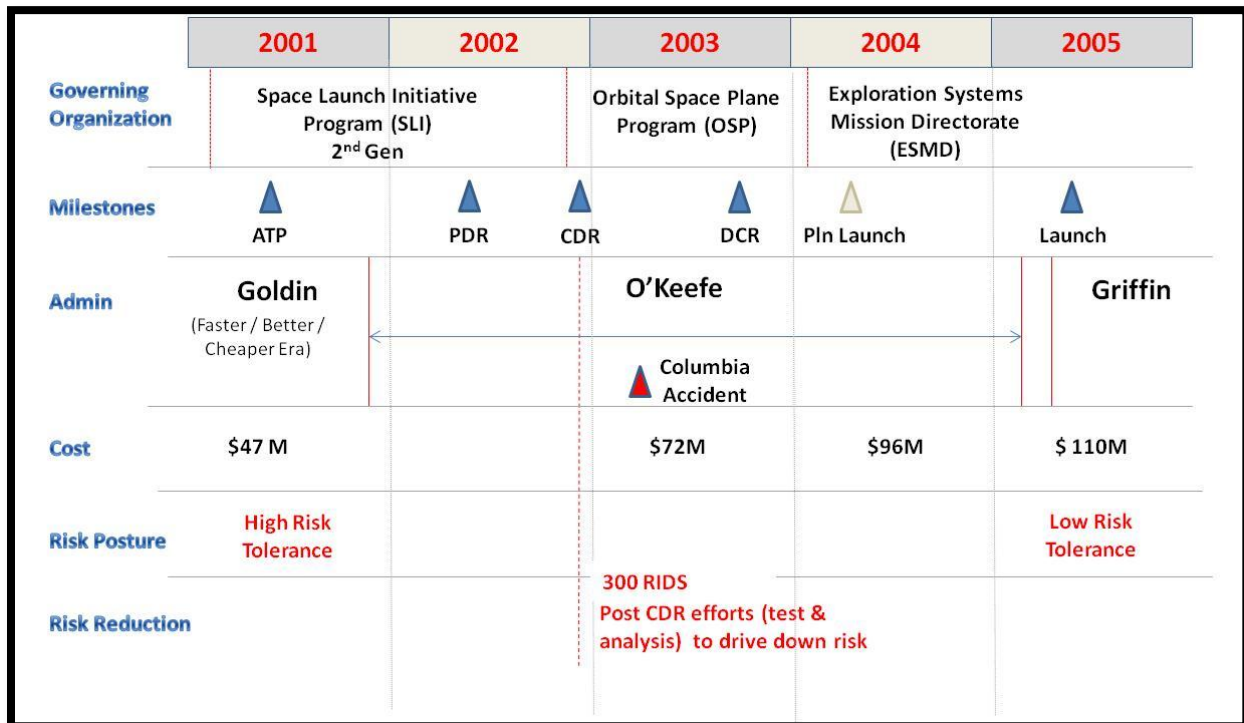 2001 2002 2003 2004 2005
Governing
Organization
Space Launch Initiative
Program (SLI)
2nd Gen
Orbital Space Plane
Program (OSP)
Exploration Systems
Mission Directorate
(ESMD)
Milestones
ATP PDR CDR DCR Pln Launch Launch
Admin
Goldin
(Faster / Better /
Cheaper Era)
O'Keefe
Griffin
Columbia
Accident
Cost $47 M $72M $96M $ 110M
Risk Posture
High Risk
Tolerance
Low Risk
Tolerance
Risk Reduction
300 RIDS
Post CDR efforts (test &
analysis) to drive down risk